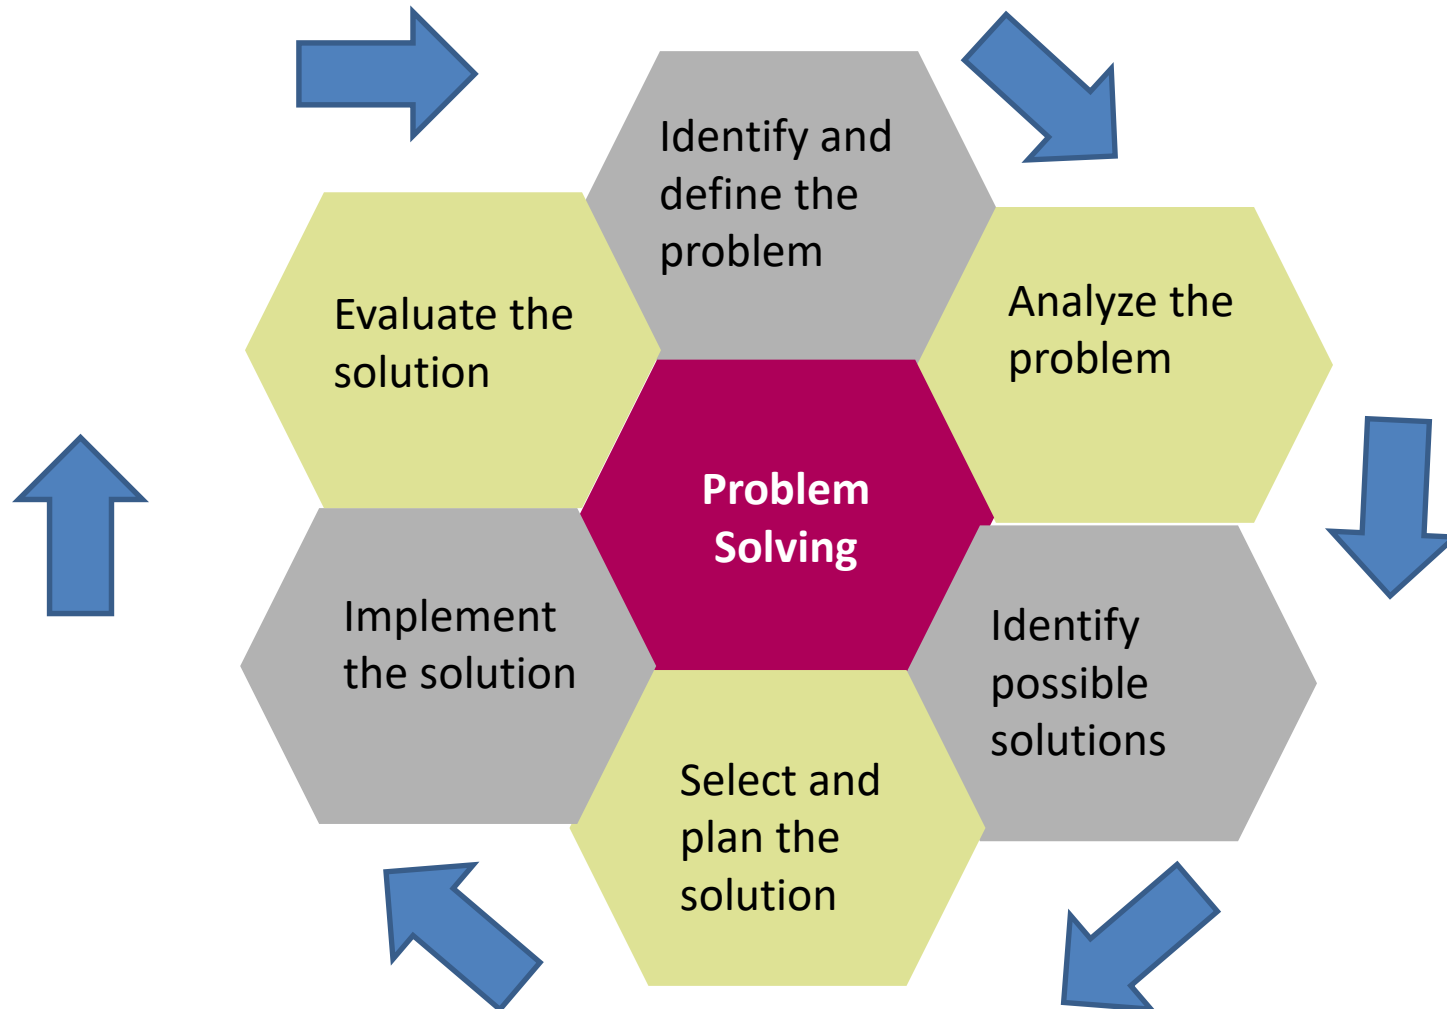 Identify and
define the
problem
Analyze the
problem
Identify
possible
solutions
Select and
plan the
solution
Implement
the solution
Evaluate the
solution
Problem
Solving